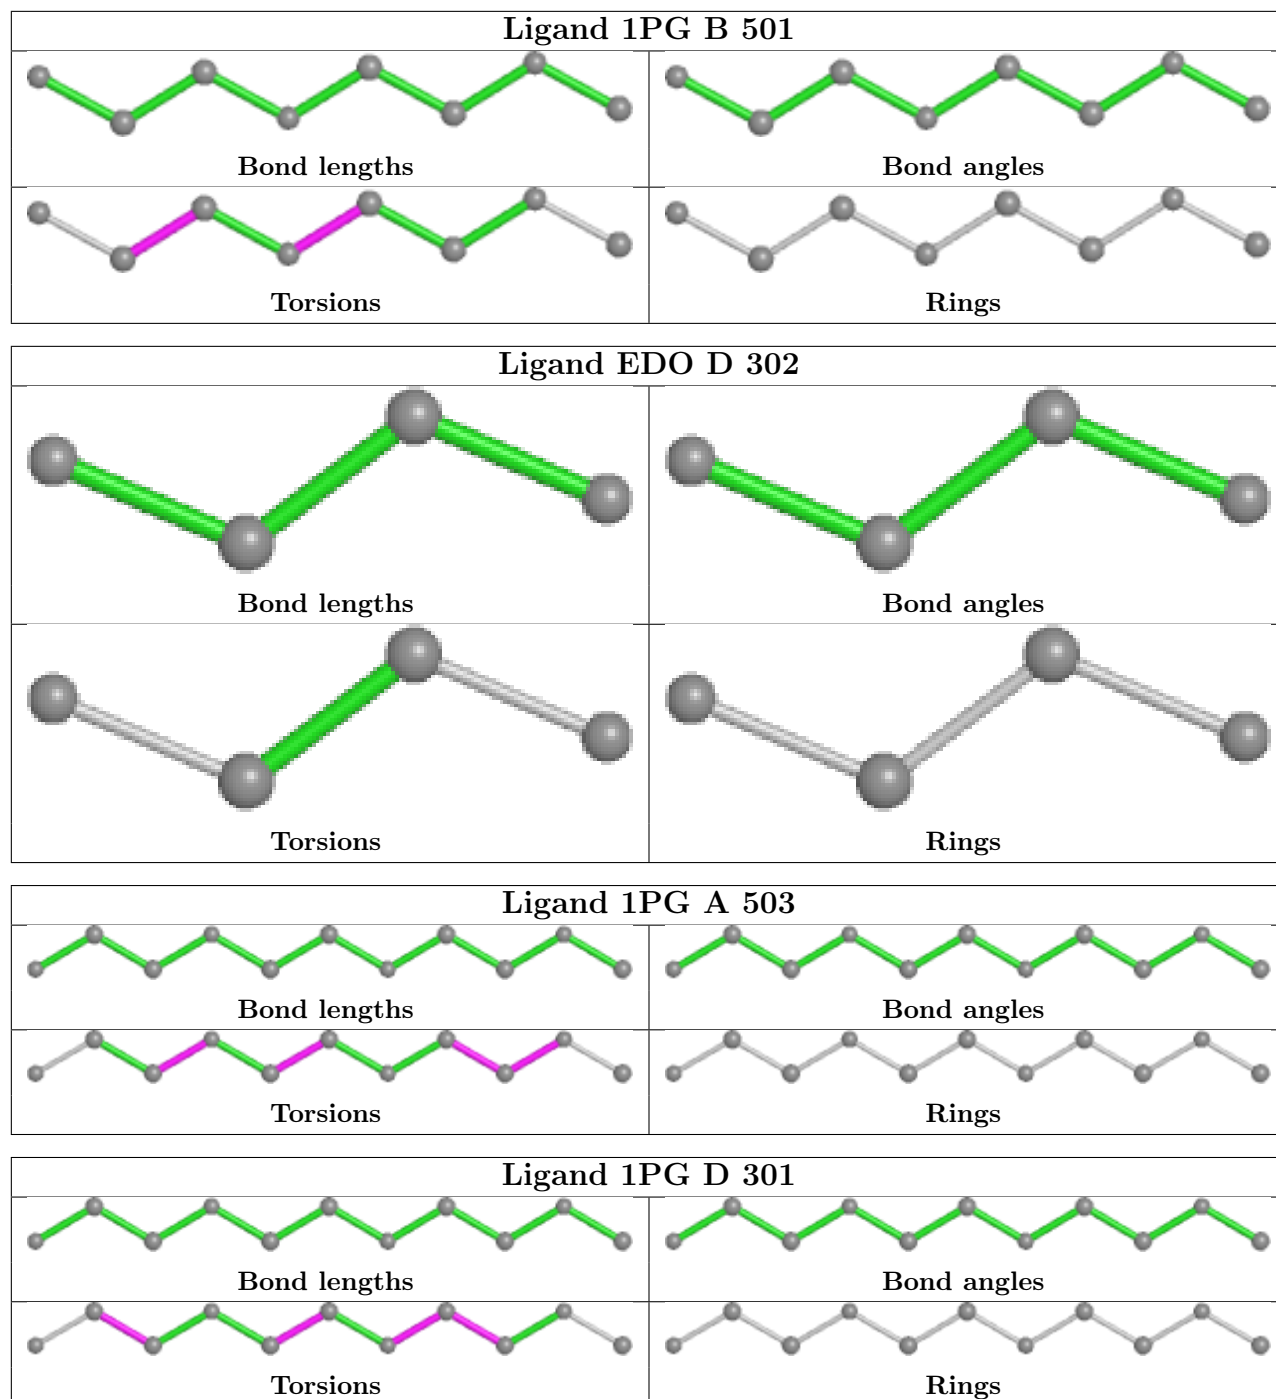 Ligand 1PG B 501
Bond lengths Bond angles
Torsions Rings
Ligand EDO D 302
Bond lengths Bond angles
Torsions Rings
Ligand 1PG A 503
Bond lengths Bond angles
Torsions Rings
Ligand 1PG D 301
Bond lengths Bond angles
Torsions Rings